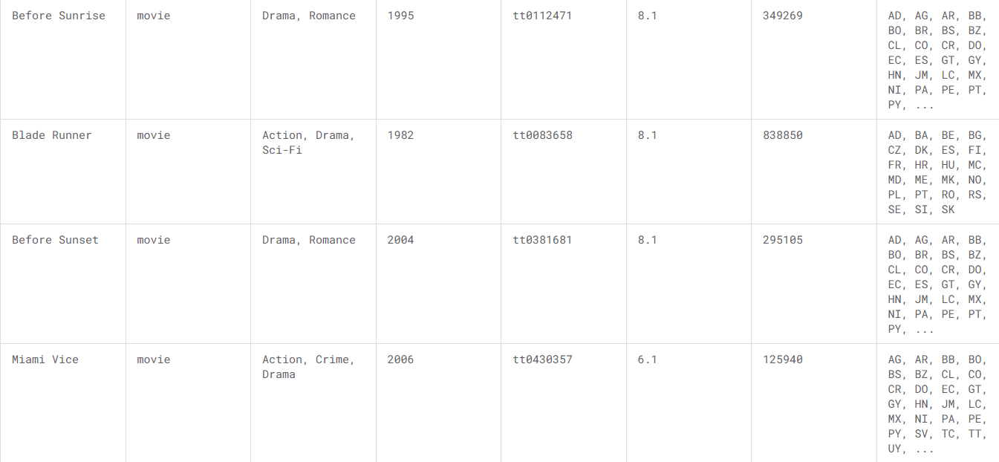 Before Sunrise movie Drama, Romance 1995 tt0112471 8.1 349269 AD, AG, AR, BB,
BO, BR, BS, BZ,
CL, CO, CR, DO,
EC, ES, GT, GY,
HN, JM, LC, MX,
NI, PA, PE, PT,
PY, ...
Blade Runner movie Action, Drama, 1982 tt0083658 8.1 838850 AD, BA, BE, BG,
Sci-Fi CZ, DK, ES, FI,
FR, HR, HU, MC,
MD, ME, MK, NO,
PL, PT, RO, RS,
SE, SI, SK
Before Sunset movie Drama, Romance 2004 tt0381681 8.1 295105 AD, AG, AR, BB,
BO, BR, BS, BZ,
CL, CO, CR, DO,
EC, ES, GT, GY,
HN, JM, LC, MX,
NI, PA, PE, PT,
PY, ...
Miami Vice movie Action, Crime, 2006 tt0430357 6.1 125940 AG, AR, BB, BO,
Drama BS, BZ, CL, CO,
CR, DO, EC, GT,
GY, HN, JM, LC,
MX, NI, PA, PE,
PY, SV, TC, TT,
UY, ...